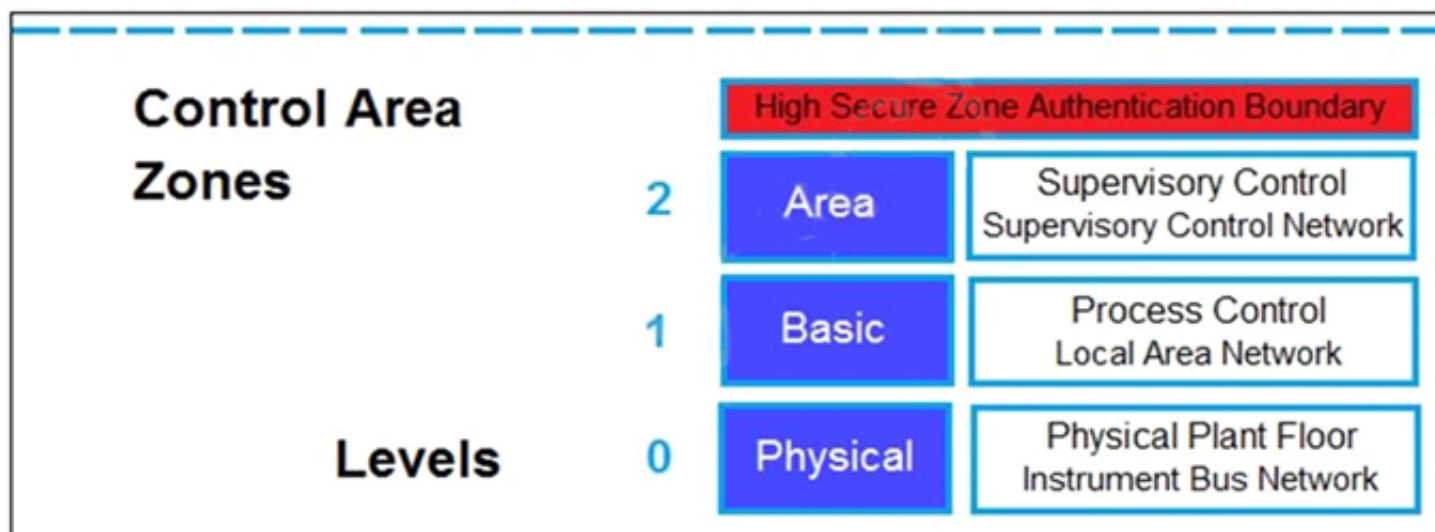 Control Area
Zones
High Secure Zone Authentication Boundary
2
Area
Supervisory Control
Supervisory Control Network
1
Basic
Process Control
Local Area Network
Levels
0
Physical
Physical Plant Floor
Instrument Bus Network